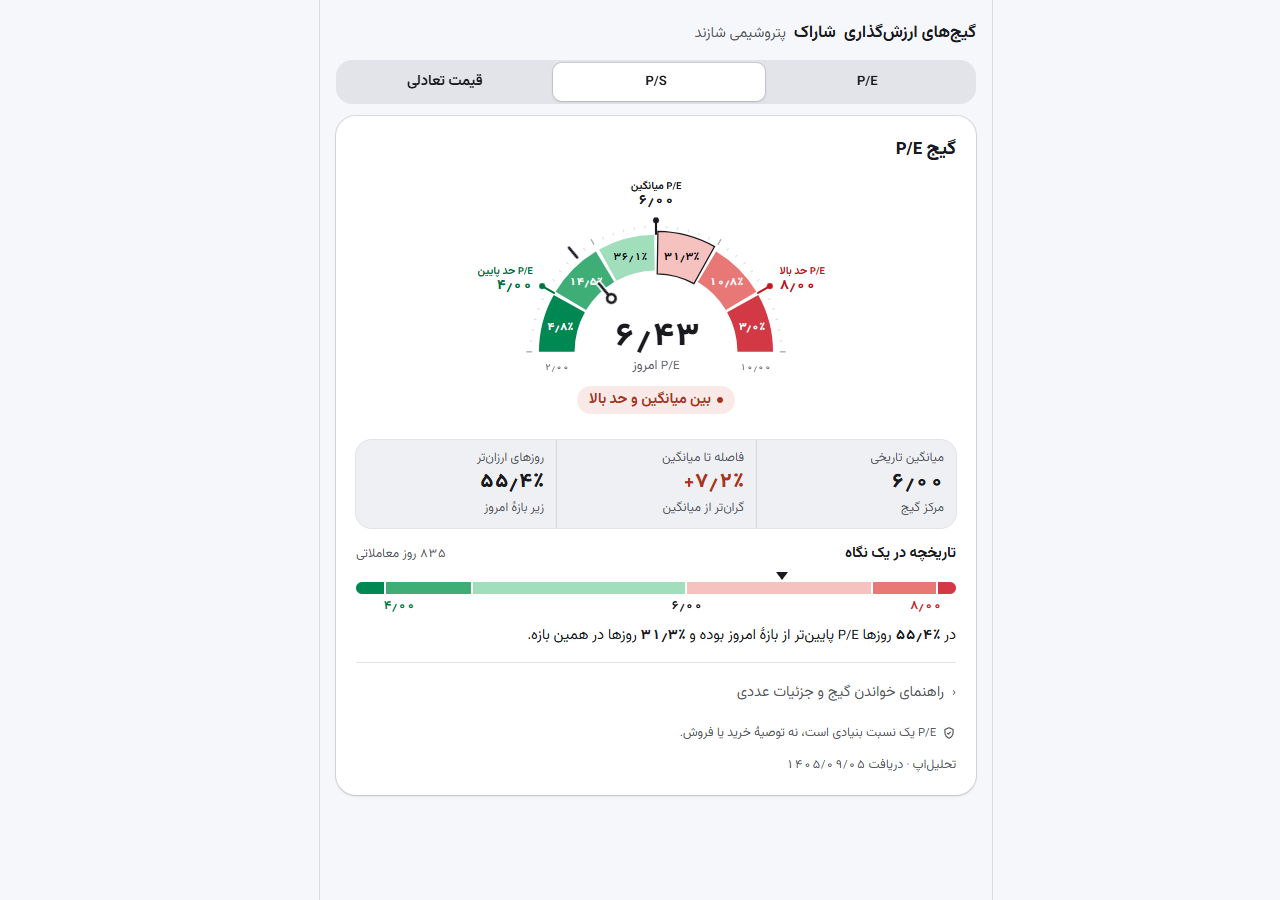 گیج‌های ارزش‌گذاری شاراک پتروشیمی شازند
P/E
P/S
قیمت تعادلی
گیج P/E
P/E میانگین
۶٫۰۰
۳۱٫۳٪
۳۶٫۱٪
P/E حد بالا
۸٫۰۰
P/E حد پایین
۴٫۰۰
۱۰٫۸٪
۱۴٫۵٪
۳٫۰٪
۴٫۸٪
۶٫۴۳
P/E امروز
۱۰٫۰۰
۲٫۰۰
بین میانگین و حد بالا
میانگین تاریخی
۶٫۰۰
مرکز گیج
فاصله تا میانگین
+۷٫۲٪
گران‌تر از میانگین
روزهای ارزان‌تر
۵۵٫۴٪
زیر بازهٔ امروز
تاریخچه در یک نگاه
۸۳۵ روز معاملاتی
۸٫۰۰
۶٫۰۰
۴٫۰۰
در ۵۵٫۴٪ روزها P/E پایین‌تر از بازهٔ امروز بوده و ۳۱٫۳٪ روزها در همین بازه.
‹ راهنمای خواندن گیج و جزئیات عددی
P/E یک نسبت بنیادی است، نه توصیهٔ خرید یا فروش.
تحلیل‌اپ · دریافت ۱۴۰۵/۰۹/۰۵